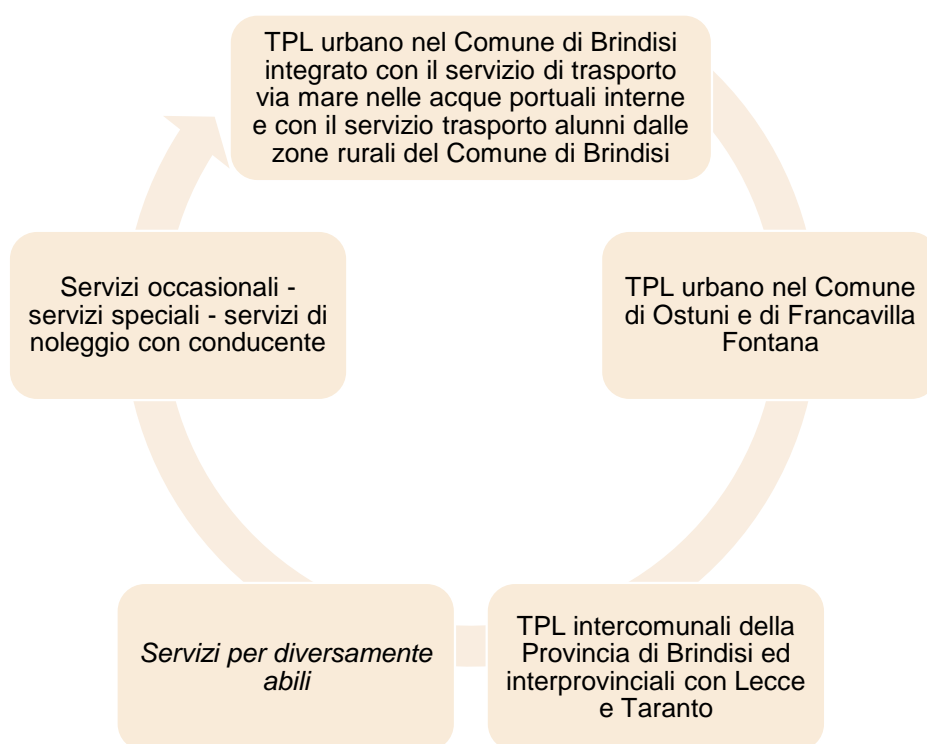 TPL urbano nel Comune di Brindisi
integrato con il servizio di trasporto
via mare nelle acque portuali interne
e con il servizio trasporto alunni dalle
zone rurali del Comune di Brindisi
TPL urbano nel Comune
di Ostuni e di Francavilla
Fontana
TPL intercomunali della
Provincia di Brindisi ed
interprovinciali con Lecce
e Taranto
Servizi per diversamente
abili
Servizi occasionali -
servizi speciali - servizi di
noleggio con conducente